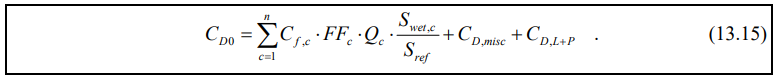 C_{D0} = \sum_{c=1}^{n} C_{f,c} \cdot FF_c \cdot Q_c \cdot \frac{S_{wet,c}}{S_{ref}} + C_{D,misc} + C_{D,L+P} . (13.15)